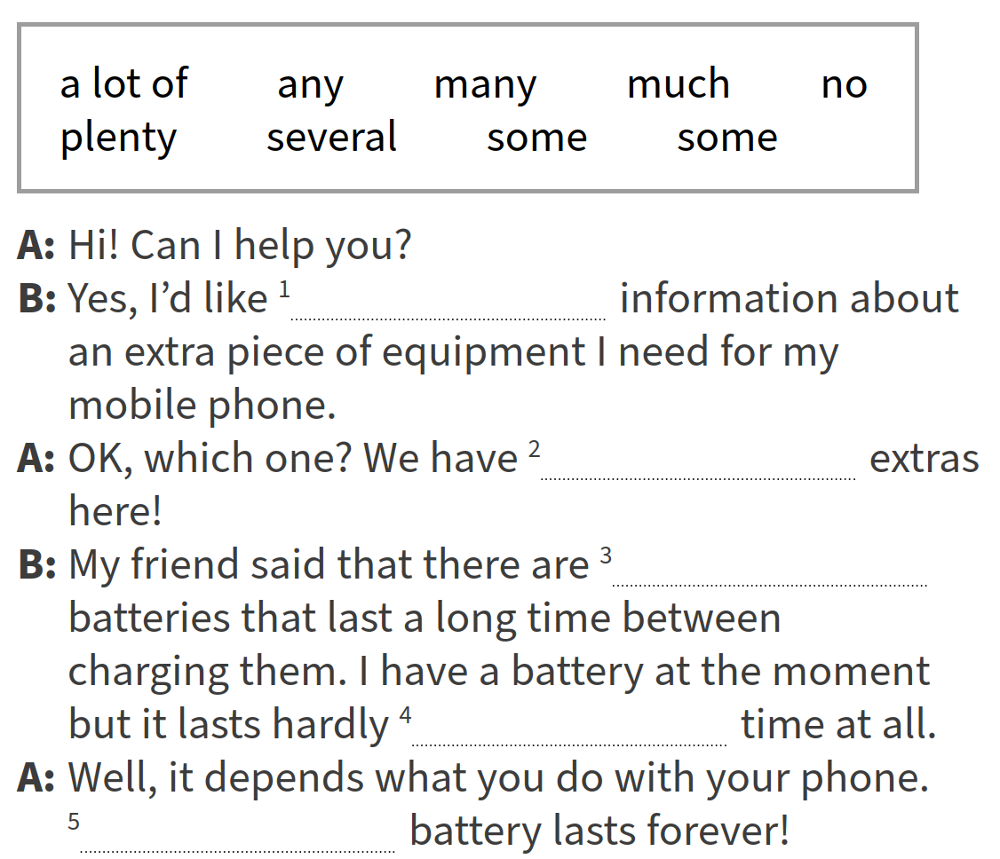 a lot of any many much no
plenty several some some
A: Hi! Can I help you?
B: Yes, I’d like 1 information about
an extra piece of equipment I need for my
mobile phone.
A: OK, which one? We have 2 extras
here!
B: My friend said that there are 3
batteries that last a long time between
charging them. I have a battery at the moment
but it lasts hardly 4 time at all.
A: Well, it depends what you do with your phone.
5 battery lasts forever!